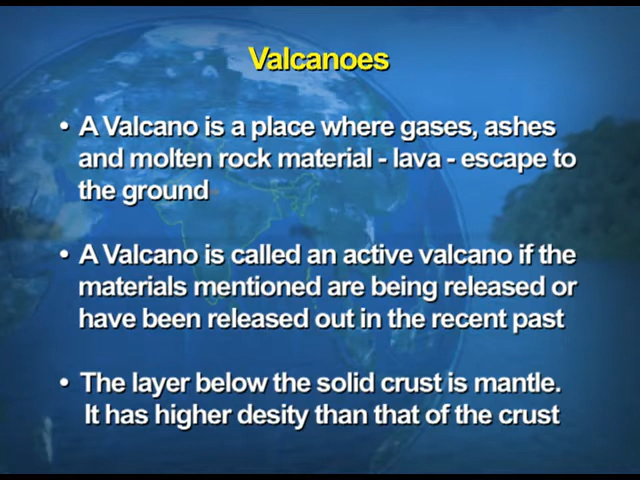 Valcanoes
• A Valcano is a place where gases, ashes
and molten rock material - lava - escape to
the ground
• A Valcano is called an active valcano if the
materials mentioned are being released or
have been released out in the recent past
• The layer below the solid crust is mantle.
It has higher desity than that of the crust